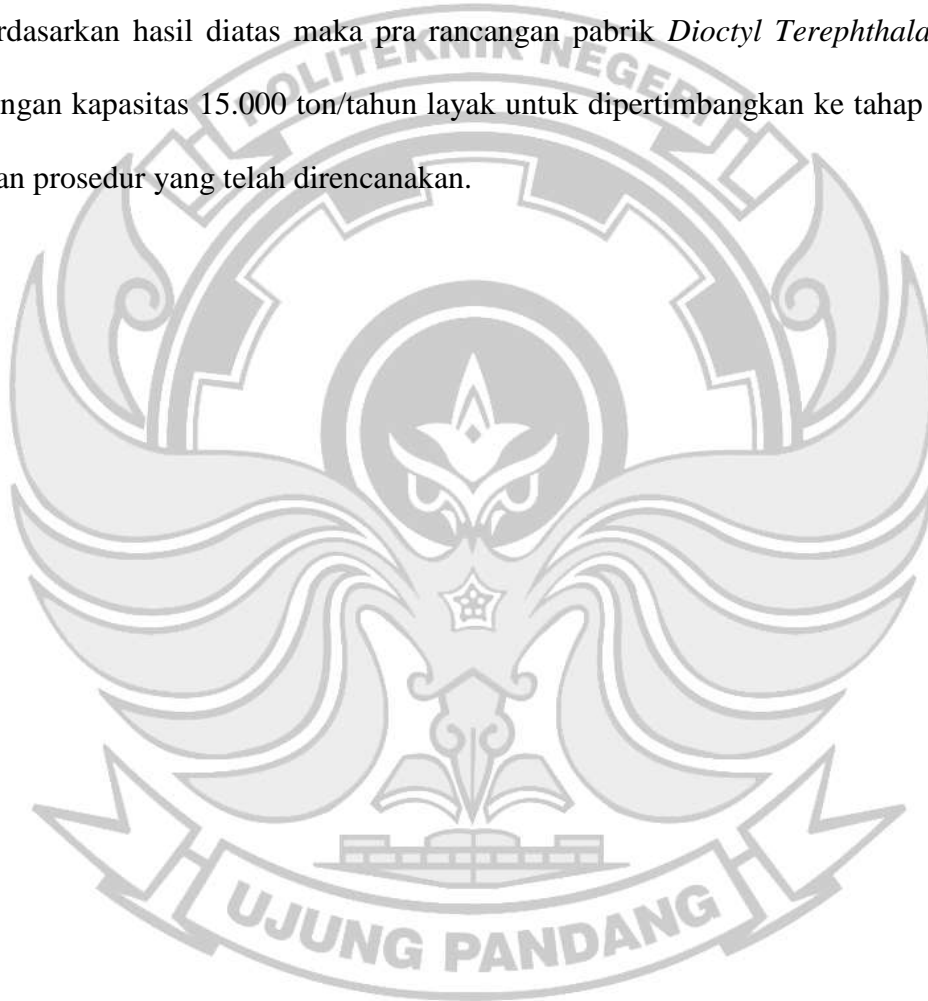 rdasarkan hasil diatas maka pra rancangan pabrik Dioctyl Terephthala
ngan kapasitas 15.000 ton/tahun layak untuk dipertimbangkan ke tahap
an prosedur yang telah direncanakan.
POLITEKNIK NEGERI
UJUNG PANDANG